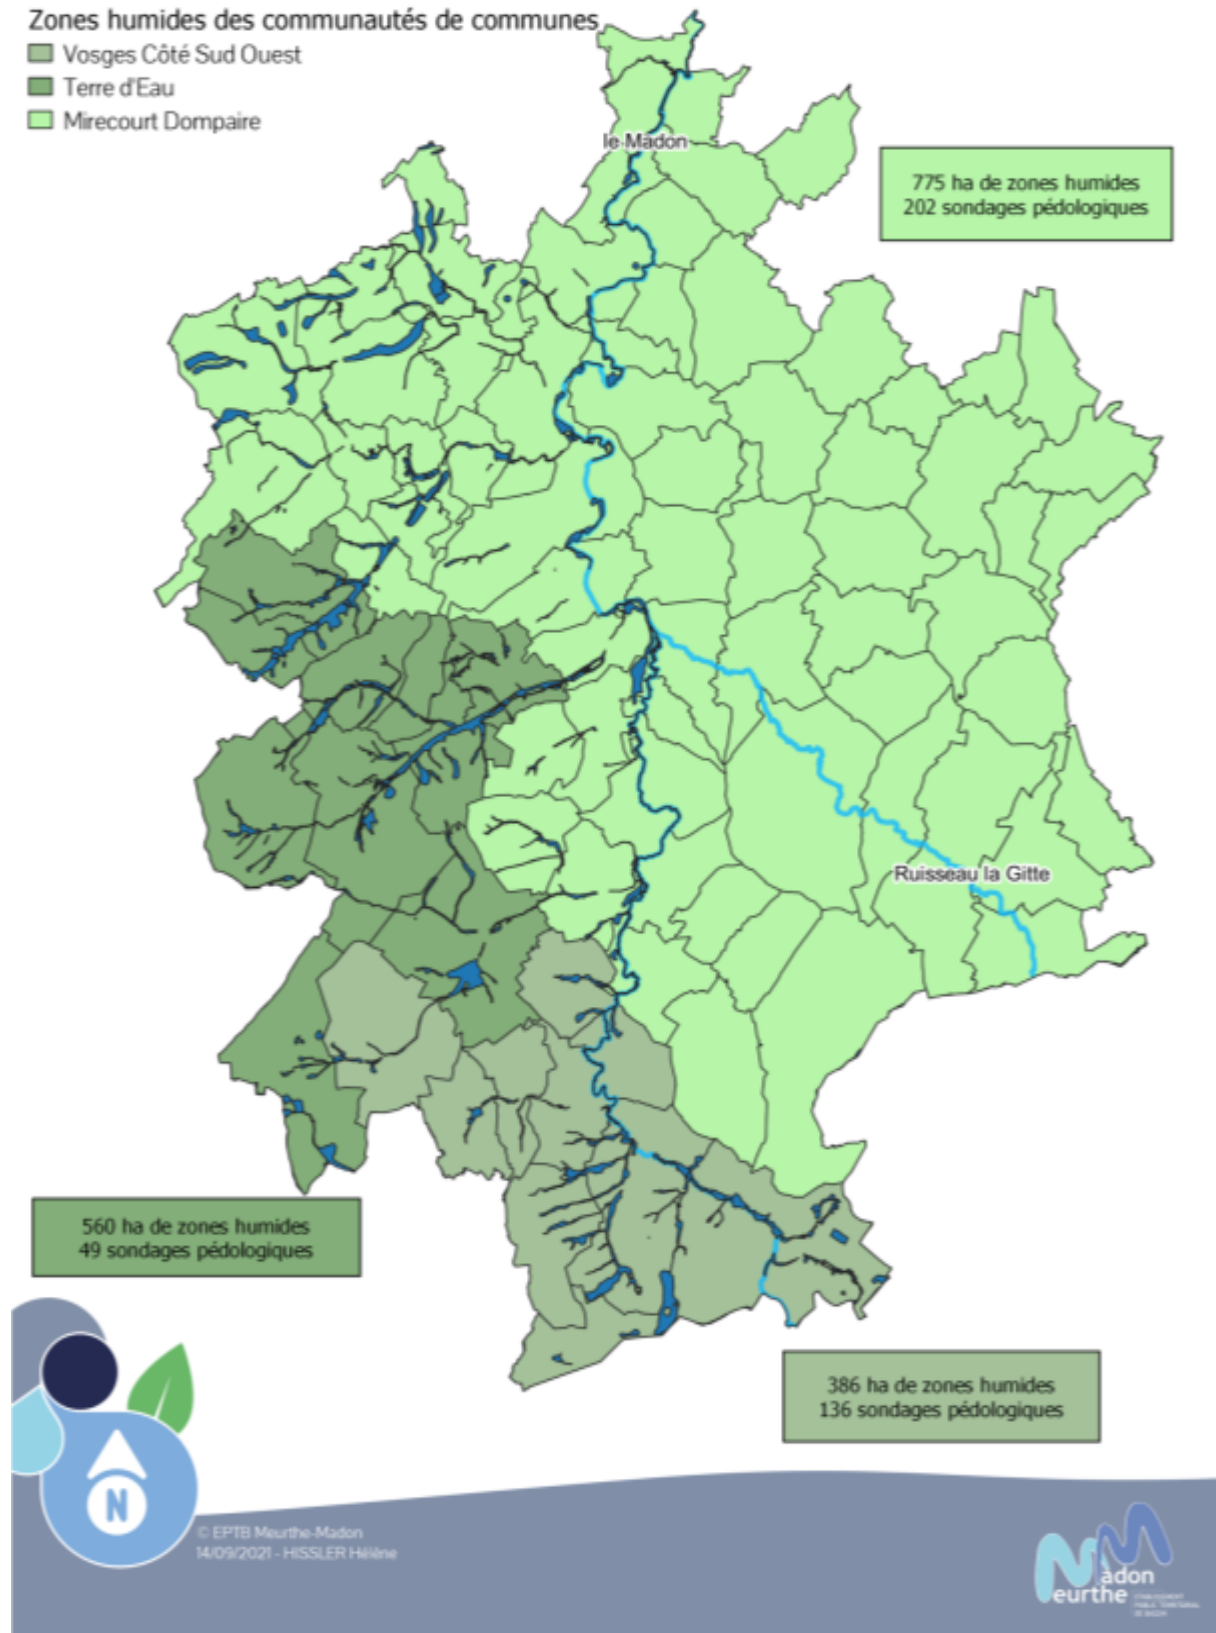 Zones humides des communautés de communes
Vosges Côté Sud Ouest
Terre d'Eau
Mirecourt Dompaire
le Madon
775 ha de zones humides
202 sondages pédologiques
Ruisseau la Gitte
560 ha de zones humides
49 sondages pédologiques
386 ha de zones humides
136 sondages pédologiques
N
© EPTB Meurthe-Madon
14/09/2021 - HISSLER Hélène
Madon
Meurthe